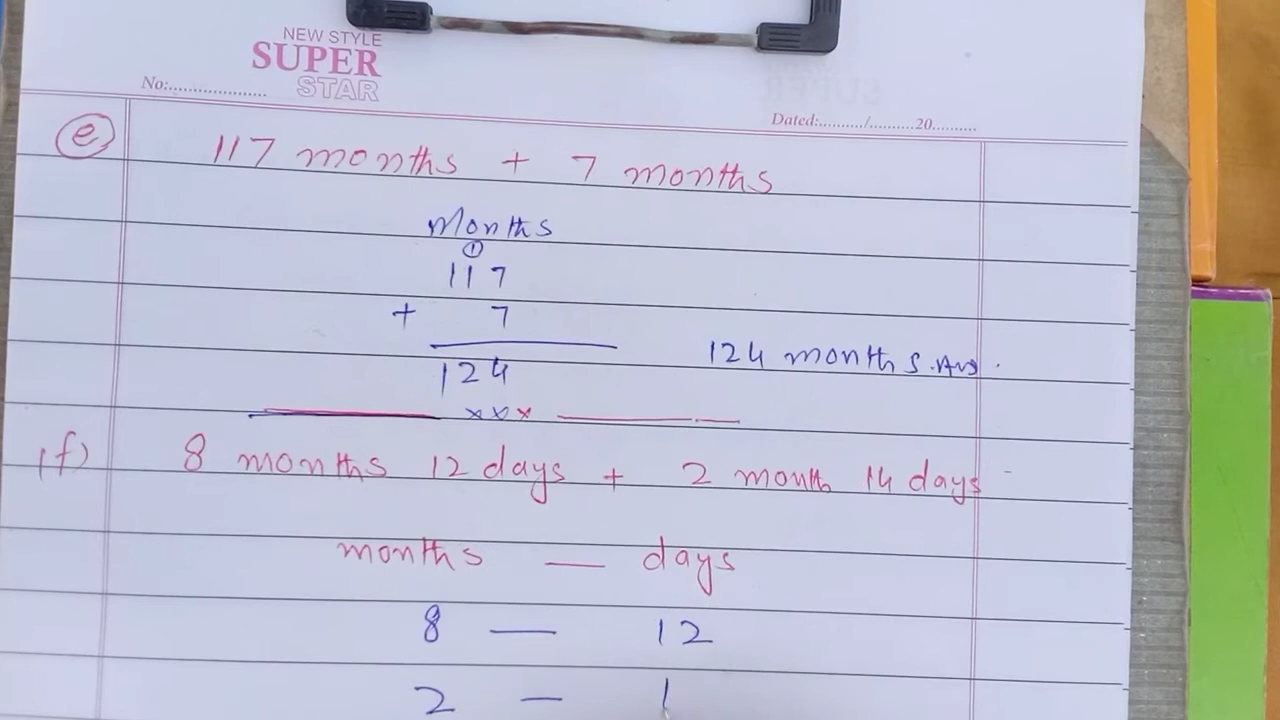 NEW STYLE
SUPER
STAR
No:....................
Dated:........../..........20..........
(e) 117 months + 7 months
Months
1
117
+ 7
124
124 months. Ans.
xxx
(f) 8 months 12 days + 2 month 14 days
months — days
8 — 12
2 — 1